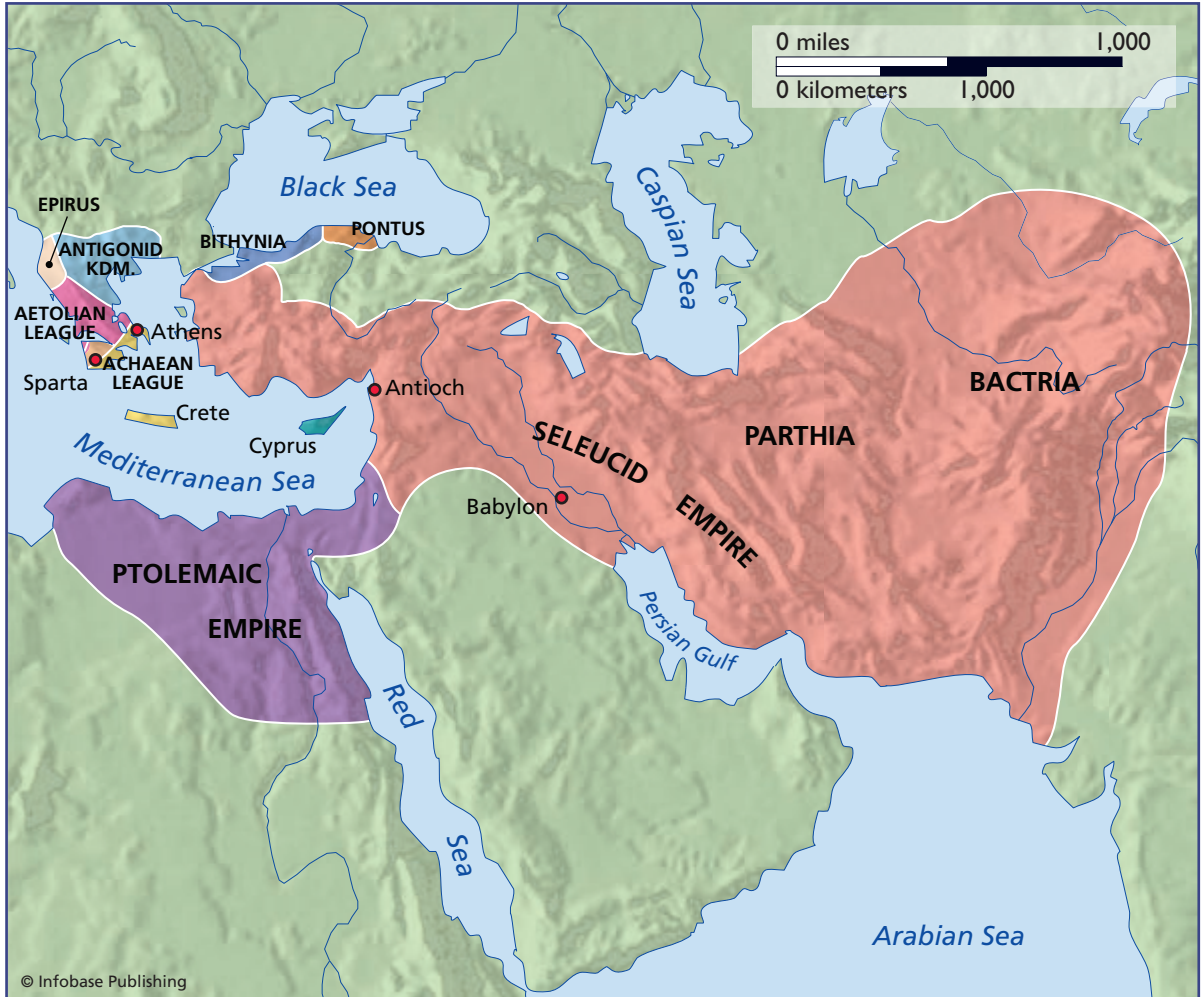 0 miles 1,000
0 kilometers 1,000
Black Sea
Caspian Sea
EPIRUS
ANTIGONID
KDM.
BITHYNIA
PONTUS
AETOLIAN
LEAGUE
Athens
ACHAEAN
LEAGUE
Sparta
Antioch
Crete
Cyprus
Mediterranean Sea
BACTRIA
PARTHIA
SELEUCID
EMPIRE
Babylon
PTOLEMAIC
EMPIRE
Persian Gulf
Red
Sea
Arabian Sea
© Infobase Publishing